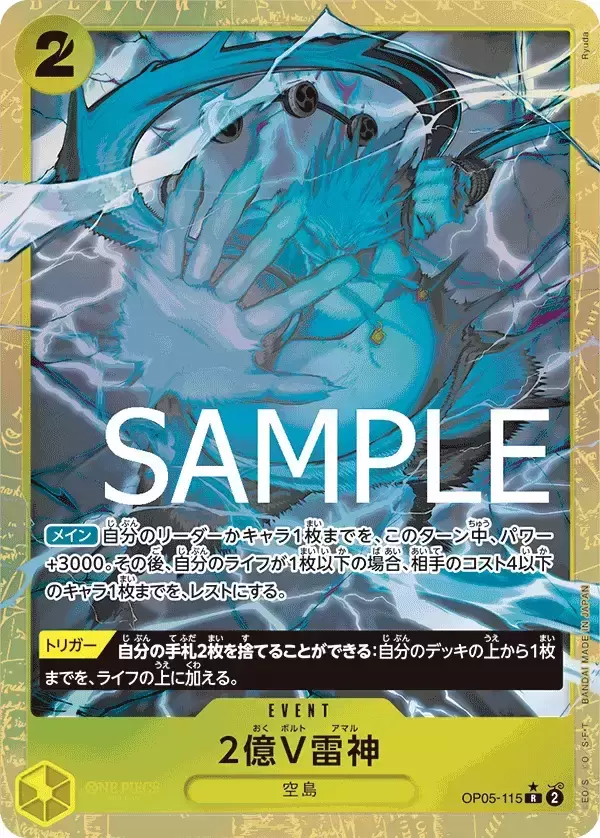 2
Ryuda
SAMPLE
メイン 自分のリーダーかキャラ1枚までを、このターン中、パワー
+3000。その後、自分のライフが1枚以下の場合、相手のコスト4以下
のキャラ1枚までを、レストにする。
トリガー 自分の手札2枚を捨てることができる:自分のデッキの上から1枚
までを、ライフの上に加える。
EVENT
2億V雷神
空島
ONE PIECE
OP05-115 R 2
BANDAI MADE IN JAPAN